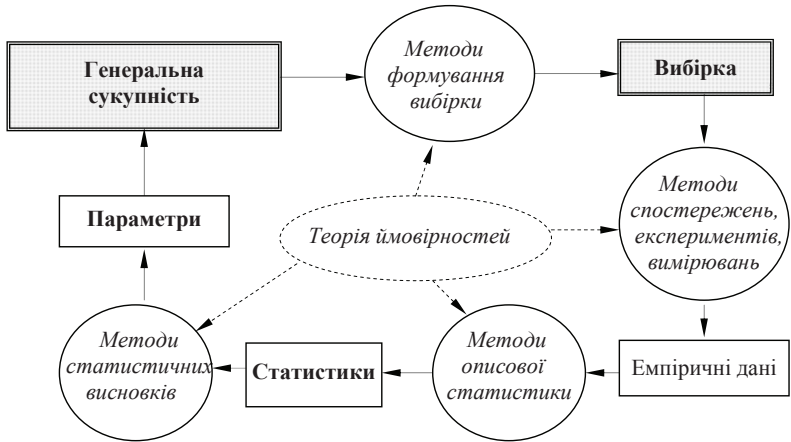 Генеральна
сукупність
Методи
формування
вибірки
Вибірка
Методи
спостережень,
експериментів,
вимірювань
Параметри
Теорія ймовірностей
Методи
статистичних
висновків
Статистики
Методи
описової
статистики
Емпіричні дані